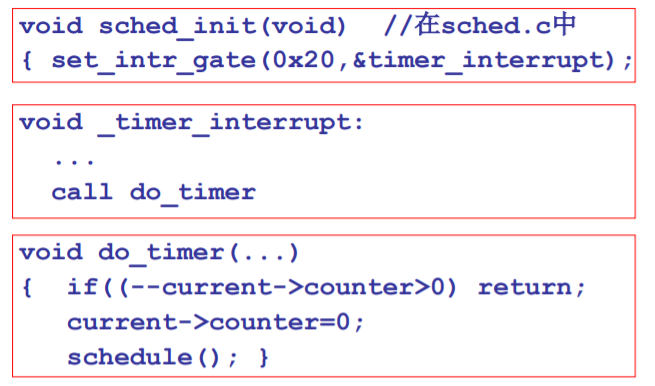 void sched_init(void)  //在sched.c中
{ set_intr_gate(0x20,&timer_interrupt);
void _timer_interrupt:
  ...
  call do_timer
void do_timer(...)
{  if((--current->counter>0) return;
   current->counter=0;
   schedule(); }